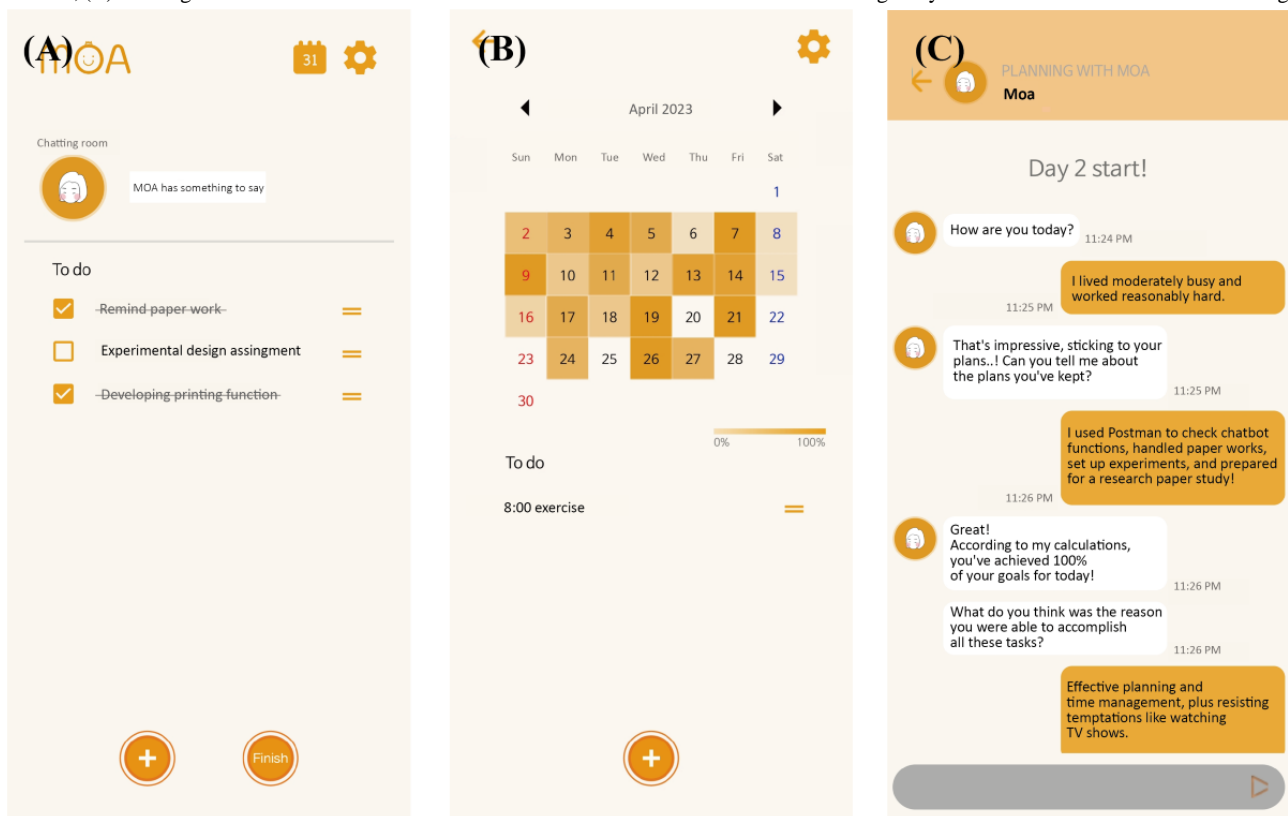 (A)
MOA
31
Chatting room
MOA has something to say
To do
Remind paper work
Experimental design assingment
Developing printing function
Finish
(B)
April 2023
Sun Mon Tue Wed Thu Fri Sat
1
2 3 4 5 6 7 8
9 10 11 12 13 14 15
16 17 18 19 20 21 22
23 24 25 26 27 28 29
30
0% 100%
To do
8:00 exercise
(C)
PLANNING WITH MOA
Moa
Day 2 start!
How are you today?
11:24 PM
I lived moderately busy and
worked reasonably hard.
11:25 PM
That's impressive, sticking to your
plans..! Can you tell me about
the plans you've kept?
11:25 PM
I used Postman to check chatbot
functions, handled paper works,
set up experiments, and prepared
for a research paper study!
11:26 PM
Great!
According to my calculations,
you've achieved 100%
of your goals for today!
11:26 PM
What do you think was the reason
you were able to accomplish
all these tasks?
11:26 PM
Effective planning and
time management, plus resisting
temptations like watching
TV shows.